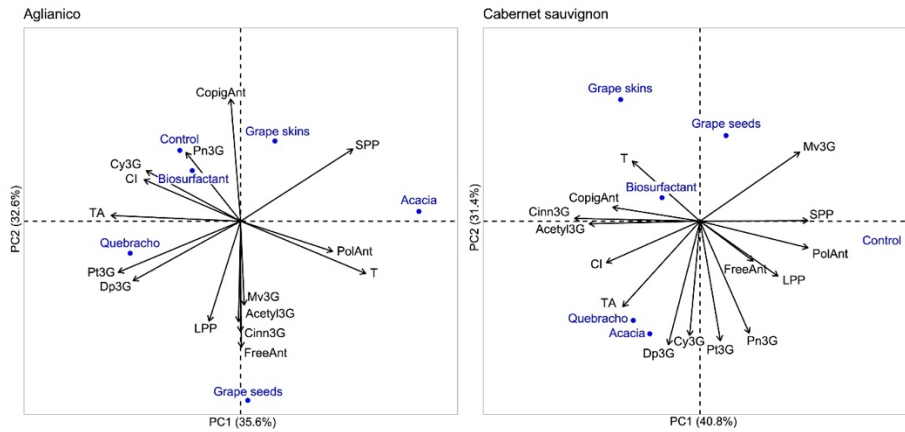 Aglianico
CopigAnt
Control
Pn3G
Grape skins
SPP
Cy3G
CI
Biosurfactant
Acacia
TA
Quebracho
PolAnt
T
Pt3G
Dp3G
Mv3G
LPP
Acetyl3G
Cinn3G
FreeAnt
Grape seeds
PC2 (32.6%)
PC1 (35.6%)
Cabernet sauvignon
Grape skins
Grape seeds
Mv3G
T
Biosurfactant
CopigAnt
Cinn3G
Acetyl3G
SPP
Control
PolAnt
CI
FreeAnt
LPP
TA
Quebracho
Acacia
Dp3G
Cy3G
Pt3G
Pn3G
PC2 (31.4%)
PC1 (40.8%)